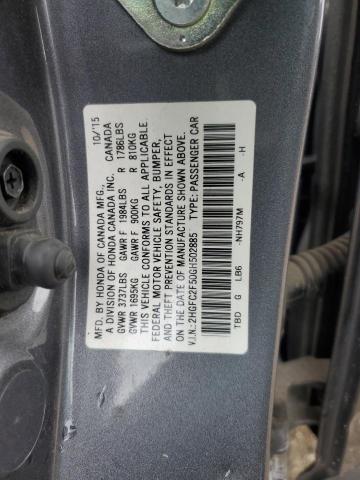 MFD. BY HONDA OF CANADA MFG., 10/'15
A DIVISION OF HONDA CANADA INC. CANADA
GVWR 3737LBS GAWR F 1984LBS R 1786LBS
GVWR 1695KG GAWR F 900KG R 810KG
THIS VEHICLE CONFORMS TO ALL APPLICABLE
FEDERAL MOTOR VEHICLE SAFETY, BUMPER,
AND THEFT PREVENTION STANDARDS IN EFFECT
ON THE DATE OF MANUFACTURE SHOWN ABOVE.
V.I.N.: 2HGFC2F50GH502885 TYPE: PASSENGER CAR
TBD G LB6 -NH797M -A -H